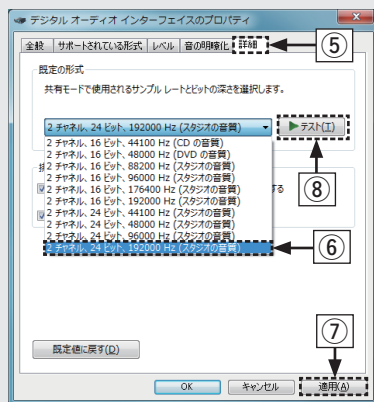 デジタル オーディオ インターフェイスのプロパティ
全般 サポートされている形式 レベル 音の明瞭化 詳細
⑤
既定の形式
共有モードで使用されるサンプル レートとビットの深さを選択します。
2 チャネル、24 ビット、192000 Hz (スタジオの音質)
▶テスト(T)
2 チャネル、16 ビット、44100 Hz (CD の音質)
2 チャネル、16 ビット、48000 Hz (DVD の音質)
2 チャネル、16 ビット、88200 Hz (スタジオの音質)
2 チャネル、16 ビット、96000 Hz (スタジオの音質)
2 チャネル、16 ビット、176400 Hz (スタジオの音質)
する
2 チャネル、16 ビット、192000 Hz (スタジオの音質)
2 チャネル、24 ビット、44100 Hz (スタジオの音質)
2 チャネル、24 ビット、48000 Hz (スタジオの音質)
2 チャネル、24 ビット、96000 Hz (スタジオの音質)
2 チャネル、24 ビット、192000 Hz (スタジオの音質)
⑧
⑥
⑦
既定値に戻す(D)
OK
キャンセル
適用(A)